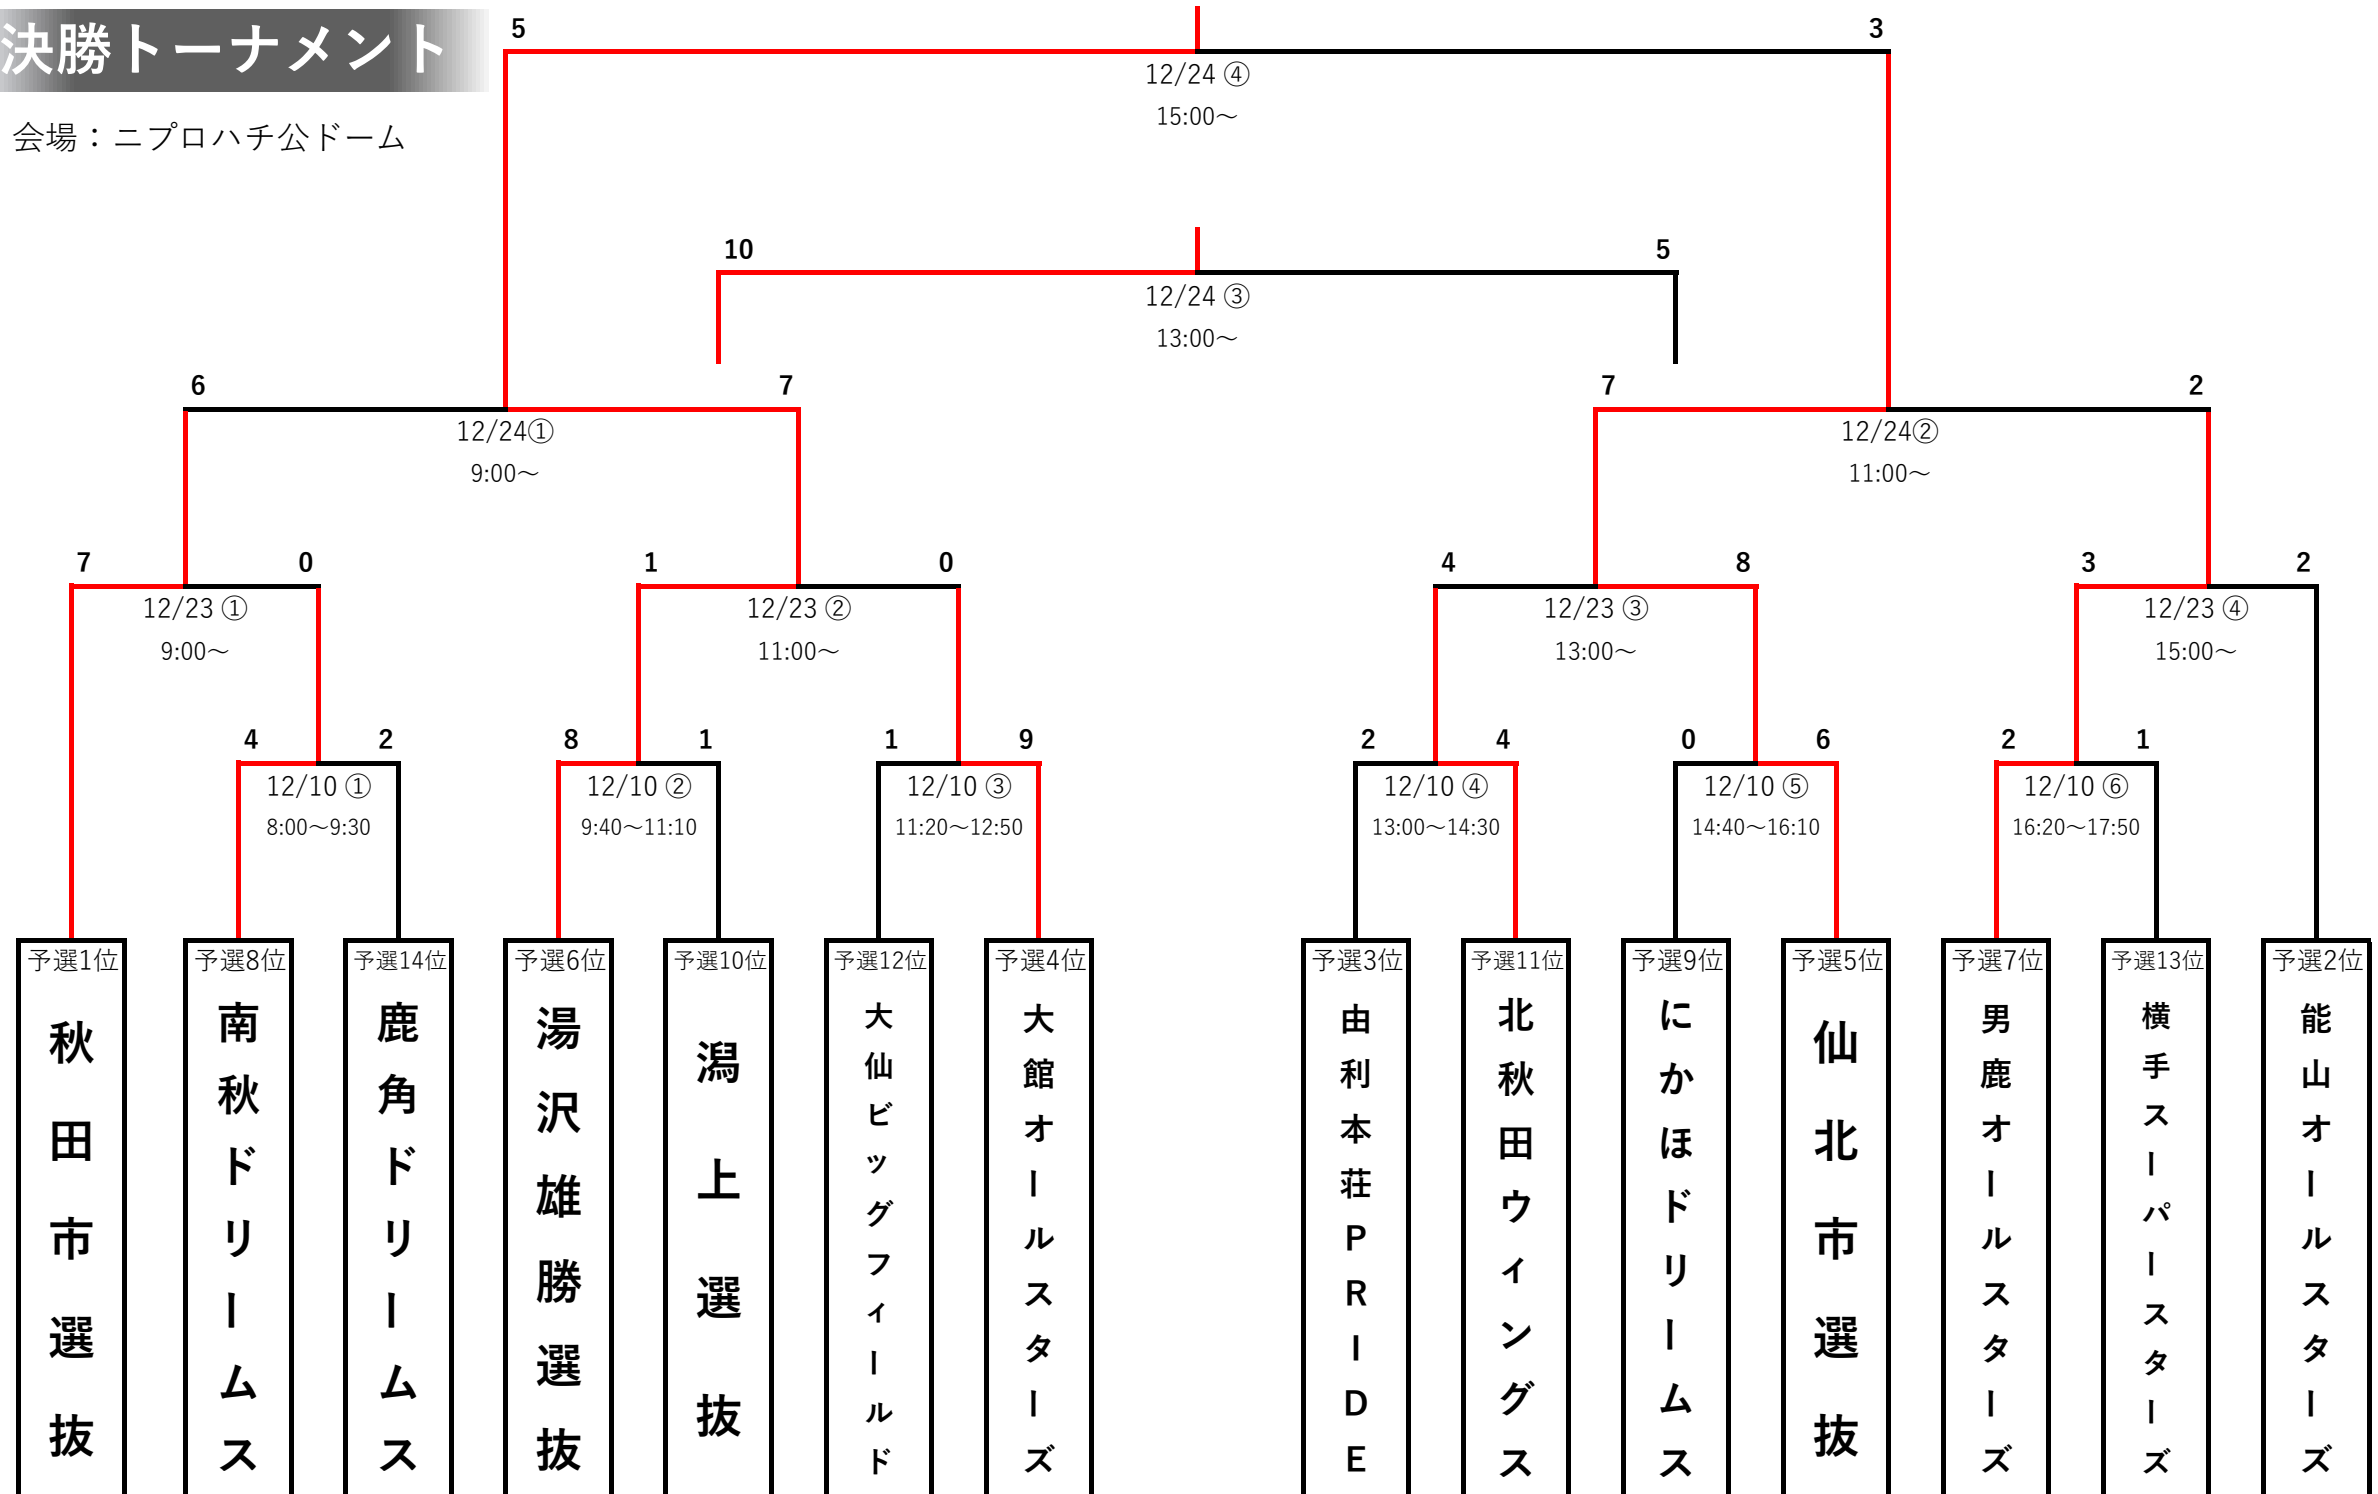 決勝トーナメント
会場：ニプロハチ公ドーム
5
3
12/24 ④
15:00～
10
5
12/24 ③
13:00～
6
7
12/24①
9:00～
7
2
12/24②
11:00～
7
0
12/23 ①
9:00～
1
0
12/23 ②
11:00～
4
8
12/23 ③
13:00～
3
2
12/23 ④
15:00～
4
2
12/10 ①
8:00～9:30
8
1
12/10 ②
9:40～11:10
1
9
12/10 ③
11:20～12:50
2
4
12/10 ④
13:00～14:30
0
6
12/10 ⑤
14:40～16:10
2
1
12/10 ⑥
16:20～17:50
予選1位
秋田市選抜
予選8位
南秋ドリームス
予選14位
鹿角ドリームス
予選6位
湯沢雄勝選抜
予選10位
潟上選抜
予選12位
大仙ビッグフィールド
予選4位
大館オールスターズ
予選3位
由利本荘PRIDE
予選11位
北秋田ウィングス
予選9位
にかほドリームス
予選5位
仙北市選抜
予選7位
男鹿オールスターズ
予選13位
横手スーパースターズ
予選2位
能山オールスターズ